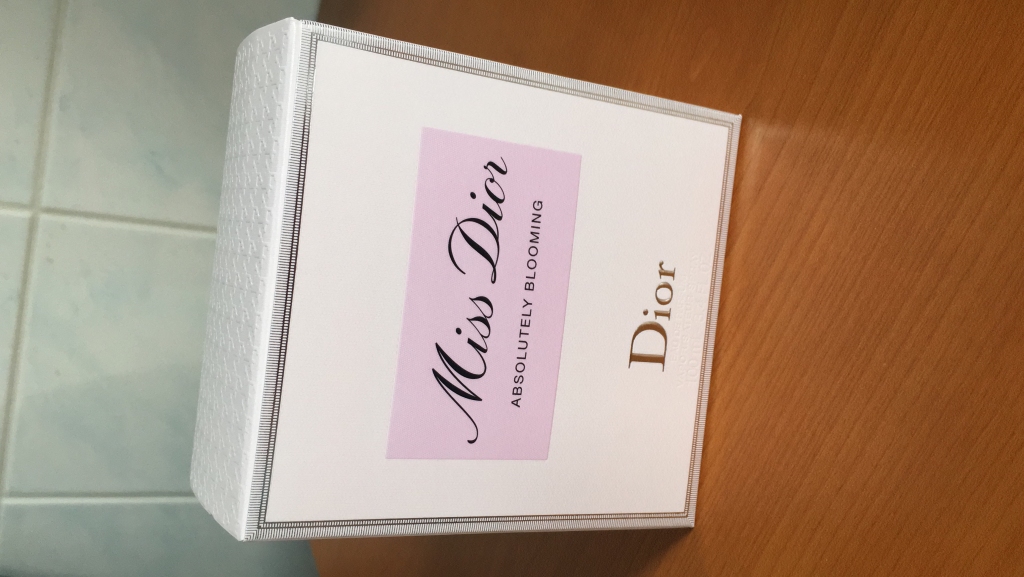 Miss Dior
ABSOLUTELY BLOOMING
Dior